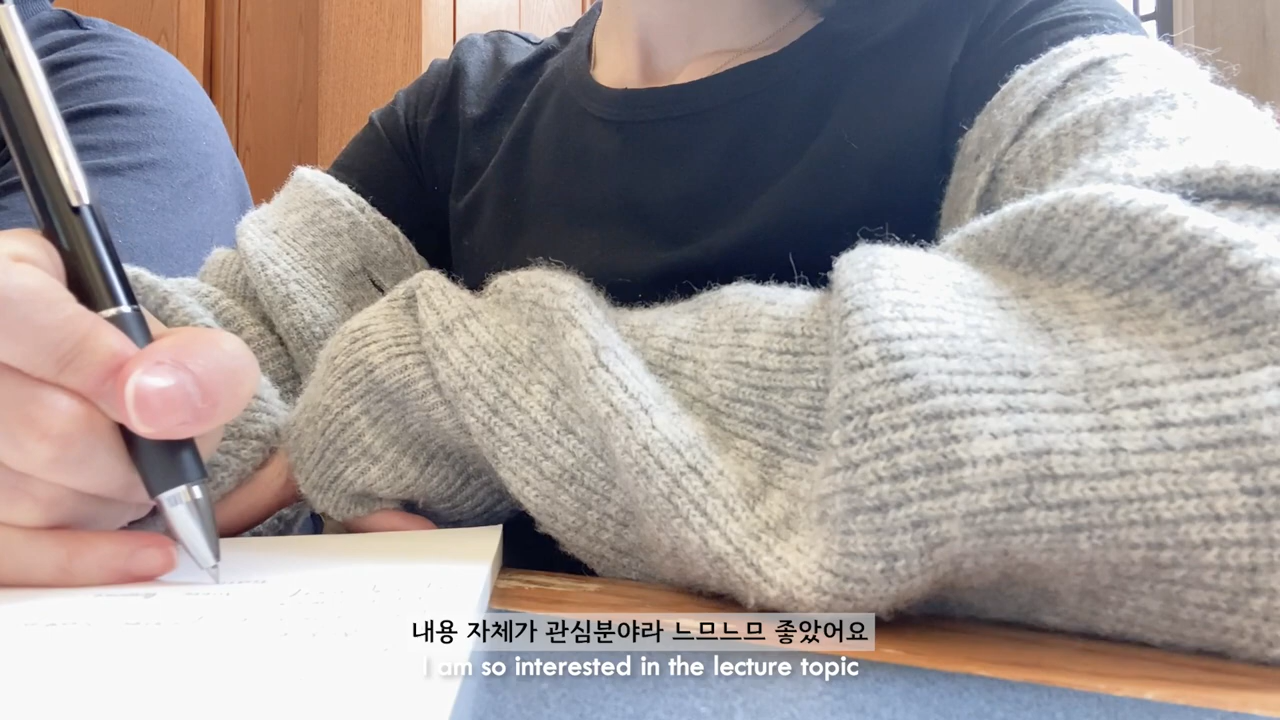 내용 자체가 관심분야라 느므느므 좋았어요
I am so interested in the lecture topic